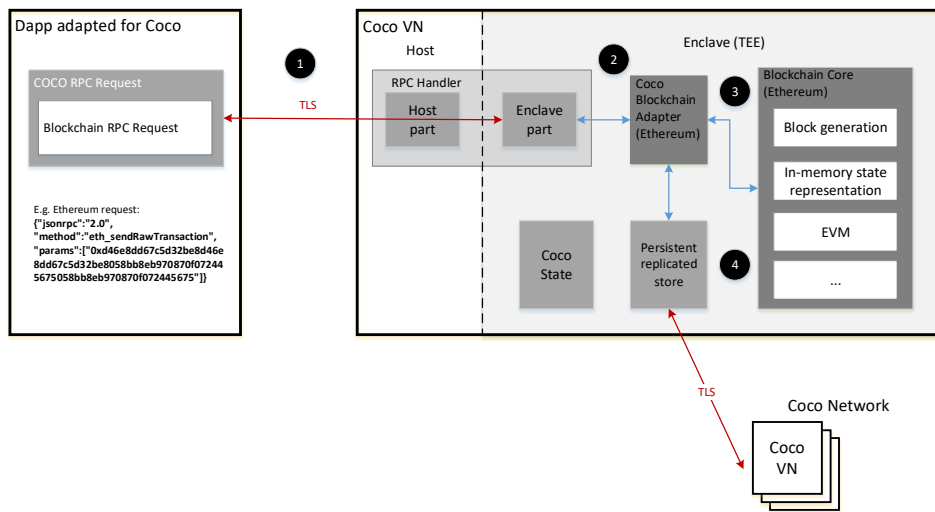 Dapp adapted for Coco
COCO RPC Request
Blockchain RPC Request
E.g. Ethereum request:
{"jsonrpc":"2.0",
"method":"eth_sendRawTransaction",
"params":["0xd46e8dd67c5d32be8d46e
8dd67c5d32be8058bb8eb970870f07244
5675058bb8eb970870f072445675"]}
1
TLS
Coco VN
Host
RPC Handler
Host
part
Enclave
part
Enclave (TEE)
2
Coco
Blockchain
Adapter
(Ethereum)
3
Blockchain Core
(Ethereum)
Block generation
In-memory state
representation
EVM
...
Coco
State
Persistent
replicated
store
4
TLS
Coco Network
Coco
VN